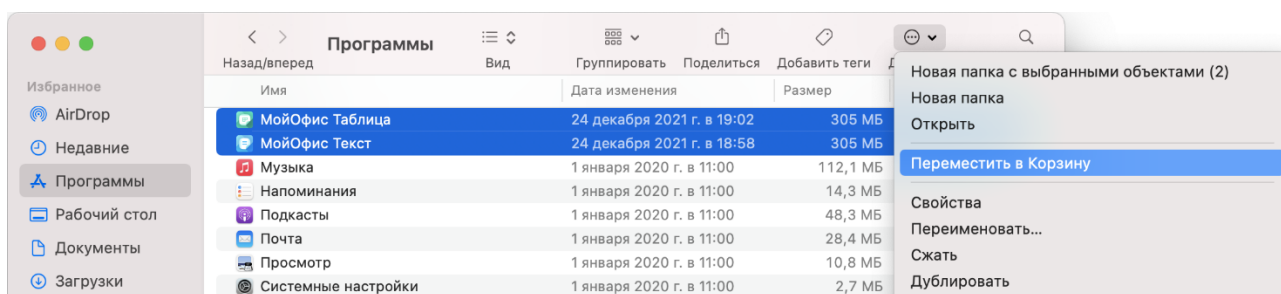 Программы
Назад/вперед
Вид
Группировать
Поделиться
Добавить теги
Избранное
AirDrop
Недавние
Программы
Рабочий стол
Документы
Загрузки
Имя Дата изменения Размер
МойОфис Таблица 24 декабря 2021 г. в 19:02 305 МБ
МойОфис Текст 24 декабря 2021 г. в 18:58 305 МБ
Музыка 1 января 2020 г. в 11:00 112,1 МБ
Напоминания 1 января 2020 г. в 11:00 14,3 МБ
Подкасты 1 января 2020 г. в 11:00 48,3 МБ
Почта 1 января 2020 г. в 11:00 28,4 МБ
Просмотр 1 января 2020 г. в 11:00 10,8 МБ
Системные настройки 1 января 2020 г. в 11:00 2,7 МБ
Новая папка с выбранными объектами (2)
Новая папка
Открыть
Переместить в Корзину
Свойства
Переименовать...
Сжать
Дублировать